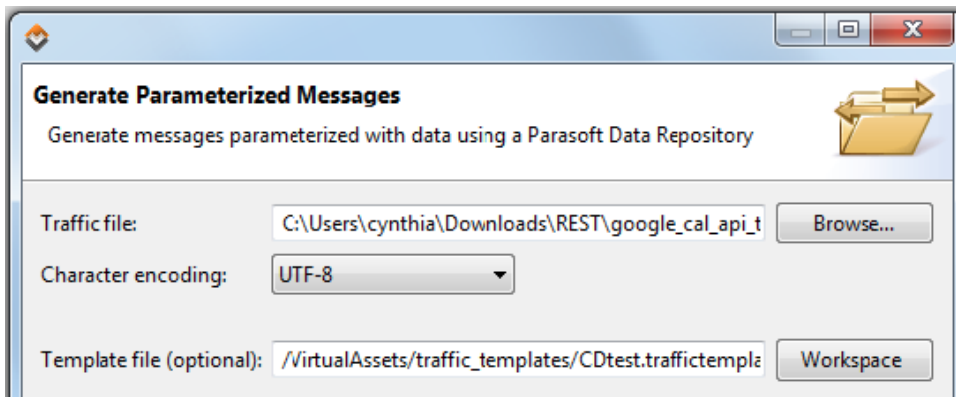 Generate Parameterized Messages
Generate messages parameterized with data using a Parasoft Data Repository
Traffic file: C:\Users\cynthia\Downloads\REST\google_cal_api_t Browse...
Character encoding: UTF-8
Template file (optional): /VirtualAssets/traffic_templates/CDtest.traffictempla Workspace